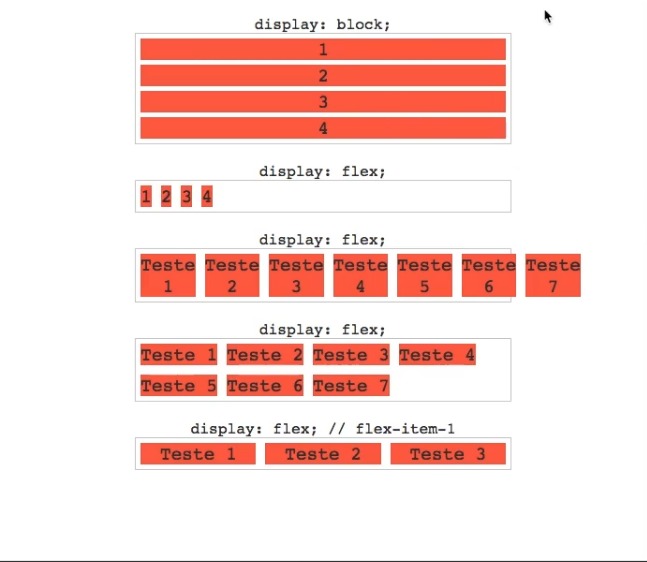 display: block;
1
2
3
4
display: flex;
1 2 3 4
display: flex;
Teste Teste Teste Teste Teste Teste Teste
1 2 3 4 5 6 7
display: flex;
Teste 1 Teste 2 Teste 3 Teste 4
Teste 5 Teste 6 Teste 7
display: flex; // flex-item-1
Teste 1 Teste 2 Teste 3